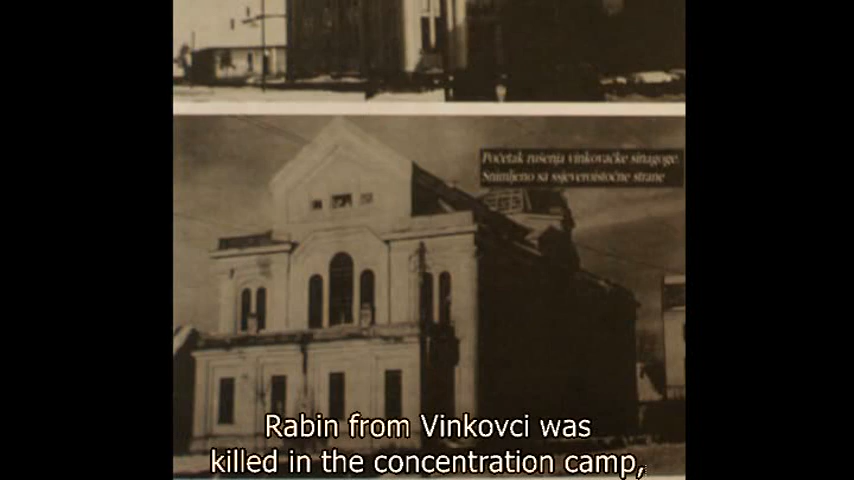 Početak rušenja vinkovačke sinagoge.
Snimljeno sa sjeveroistočne strane
Rabin from Vinkovci was
killed in the concentration camp,